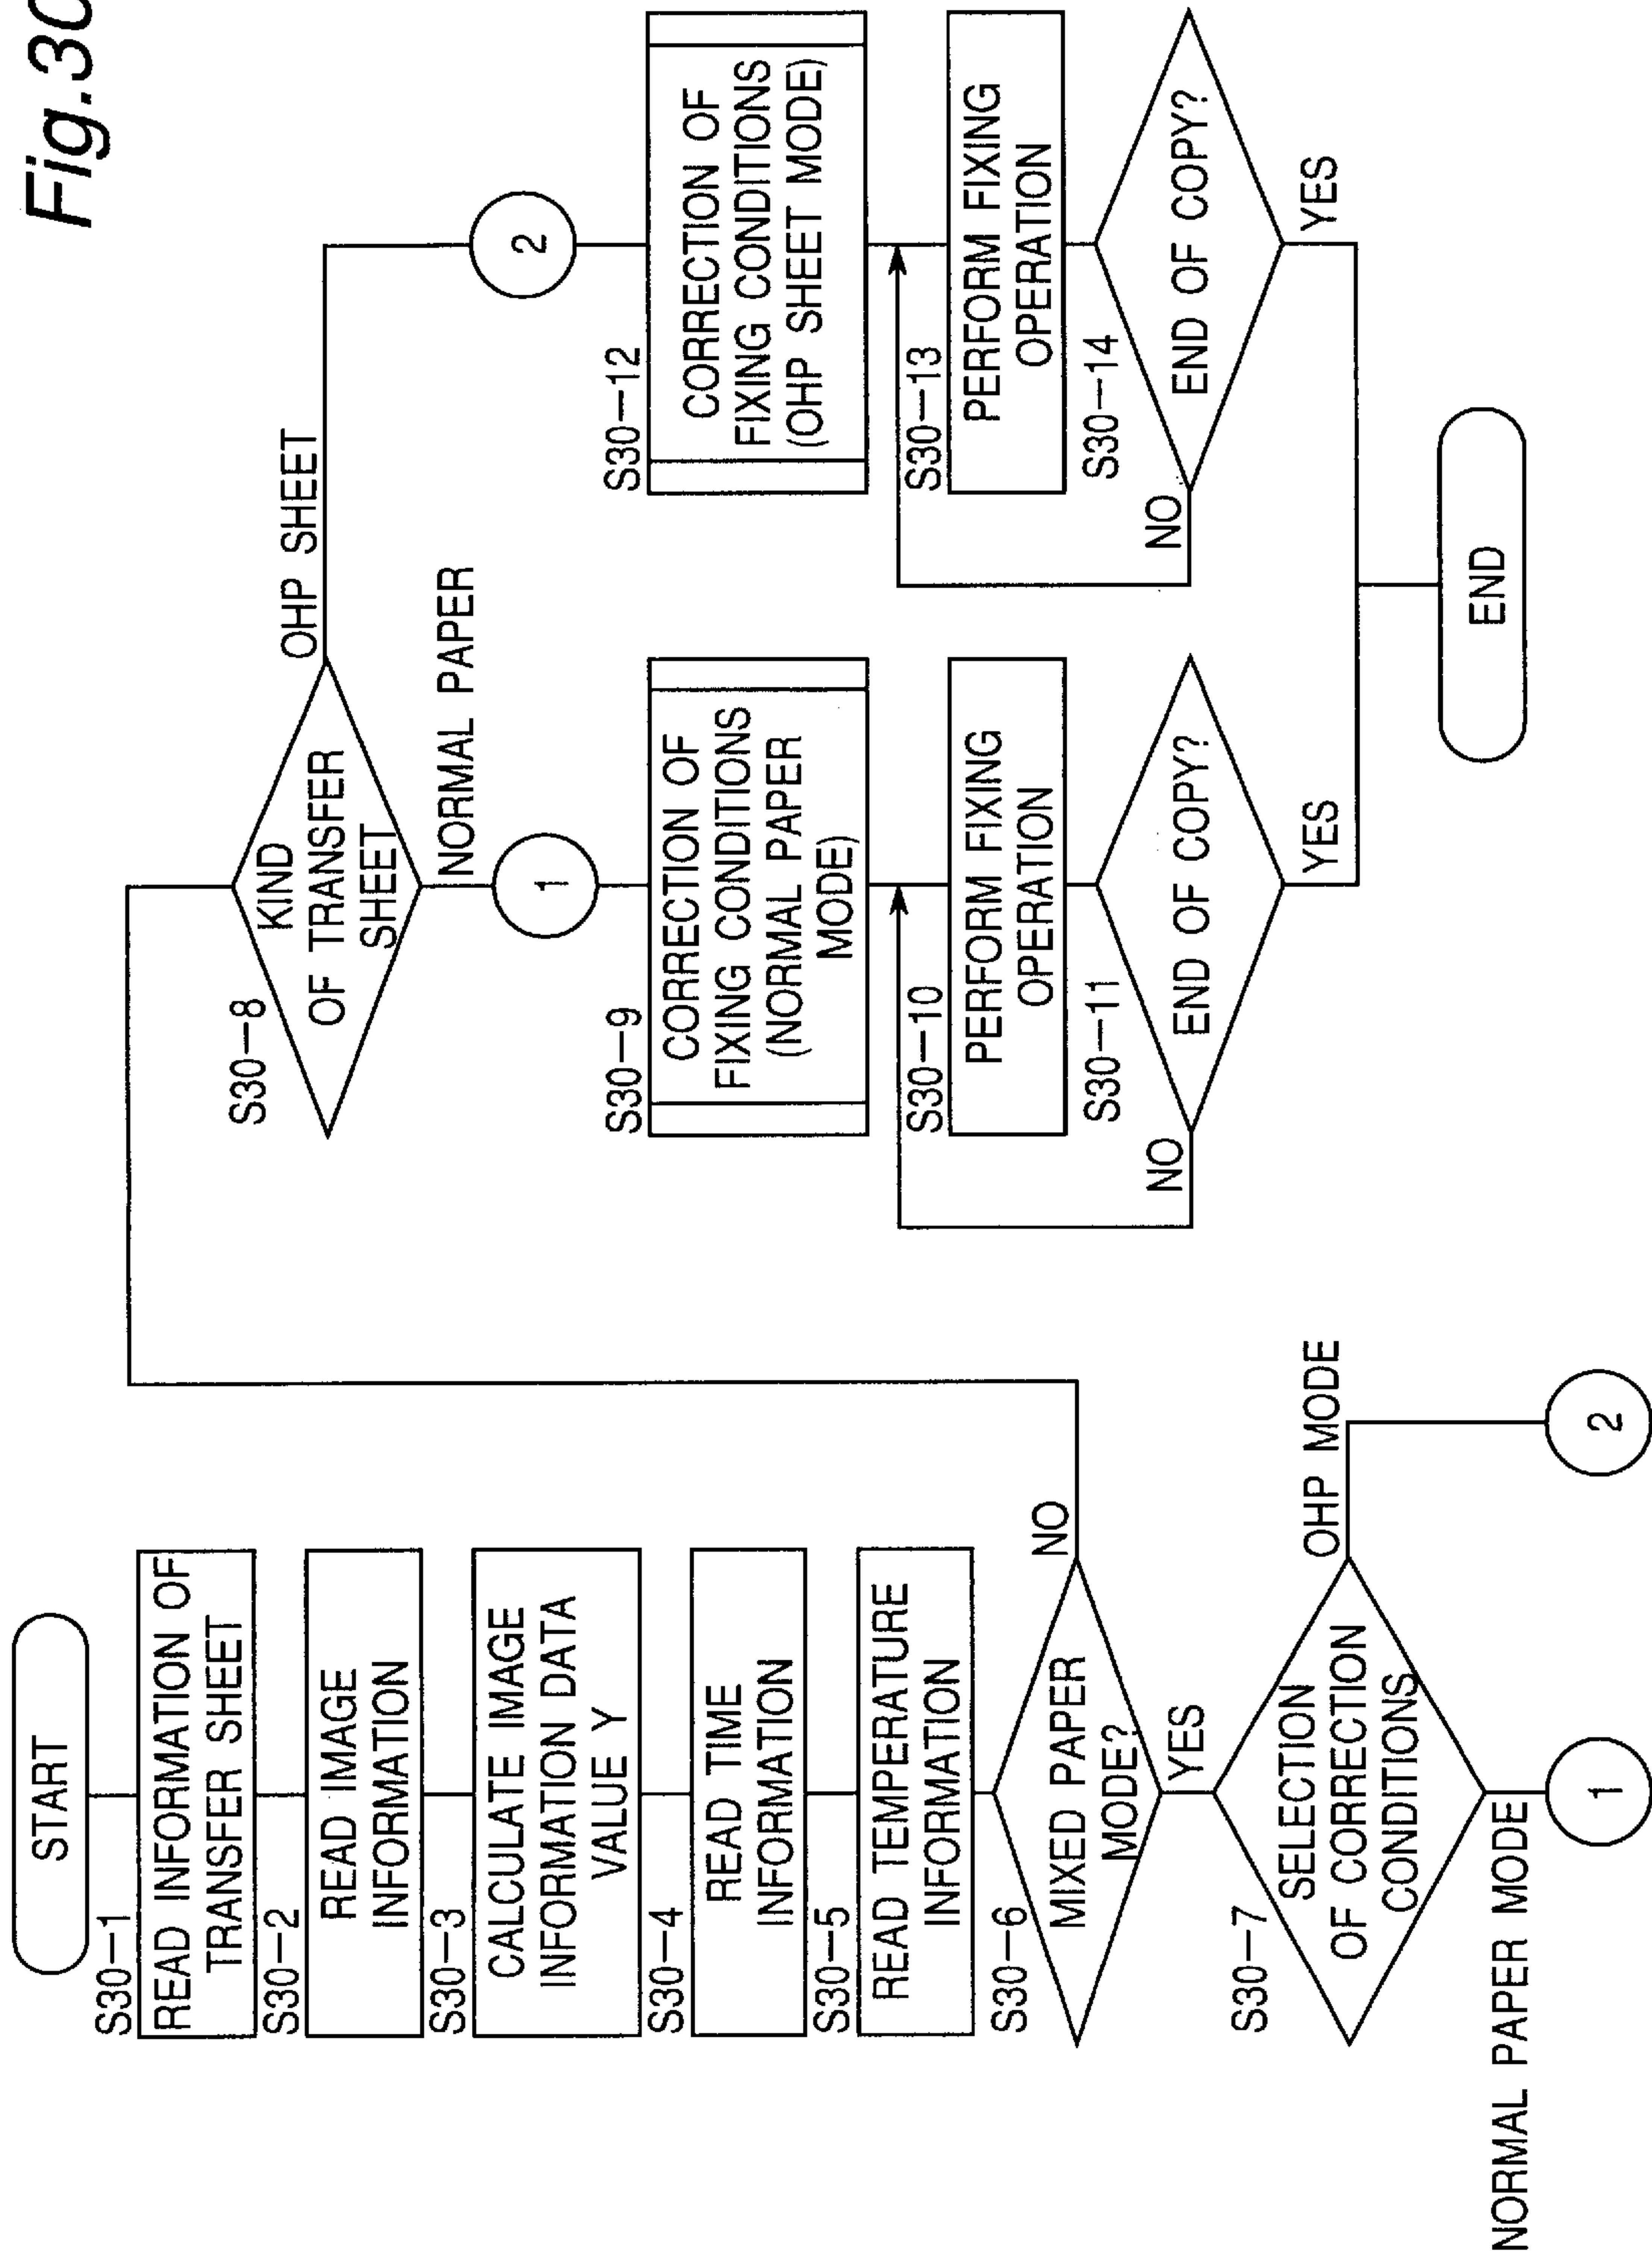 Fig.30
START
S30-1
READ INFORMATION OF
TRANSFER SHEET
S30-2
READ IMAGE
INFORMATION
S30-3
CALCULATE IMAGE
INFORMATION DATA
VALUE Y
S30-4
READ TIME
INFORMATION
S30-5
READ TEMPERATURE
INFORMATION
S30-6
MIXED PAPER
MODE?
NO
YES
S30-7
SELECTION
OF CORRECTION
CONDITIONS
OHP MODE
NORMAL PAPER MODE
1
2
S30-8
KIND
OF TRANSFER
SHEET
OHP SHEET
NORMAL PAPER
1
S30-9
CORRECTION OF
FIXING CONDITIONS
(NORMAL PAPER
MODE)
S30-10
PERFORM FIXING
OPERATION
S30-11
END OF COPY?
NO
YES
2
S30-12
CORRECTION OF
FIXING CONDITIONS
(OHP SHEET MODE)
S30-13
PERFORM FIXING
OPERATION
S30-14
END OF COPY?
NO
YES
END